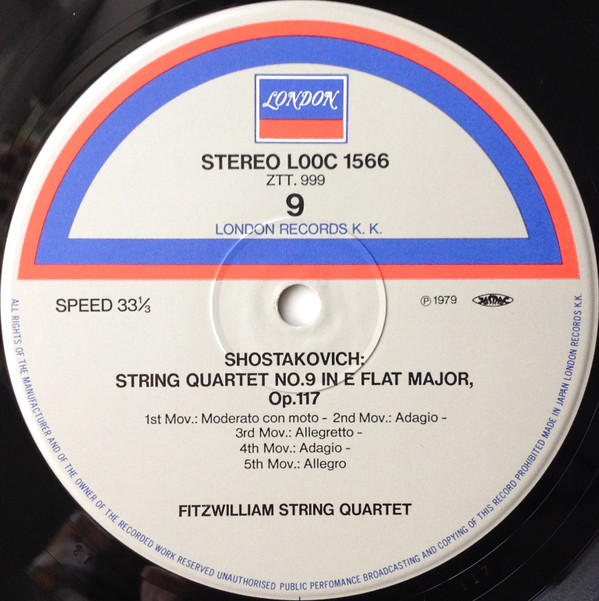 LONDON
STEREO L00C 1566
ZTT. 999
9
LONDON RECORDS K. K.
SPEED 33⅓
Ⓟ 1979
JASRAC
SHOSTAKOVICH:
STRING QUARTET NO.9 IN E FLAT MAJOR,
Op.117
1st Mov.: Moderato con moto - 2nd Mov.: Adagio -
3rd Mov.: Allegretto -
4th Mov.: Adagio -
5th Mov.: Allegro
FITZWILLIAM STRING QUARTET
ALL RIGHTS OF THE MANUFACTURER AND OF THE OWNER OF THE RECORDED WORK RESERVED UNAUTHORISED PUBLIC PERFOMANCE BROADCASTING AND COPYING OF THIS RECORD PROHIBITED MADE IN JAPAN LONDON RECORDS K.K.